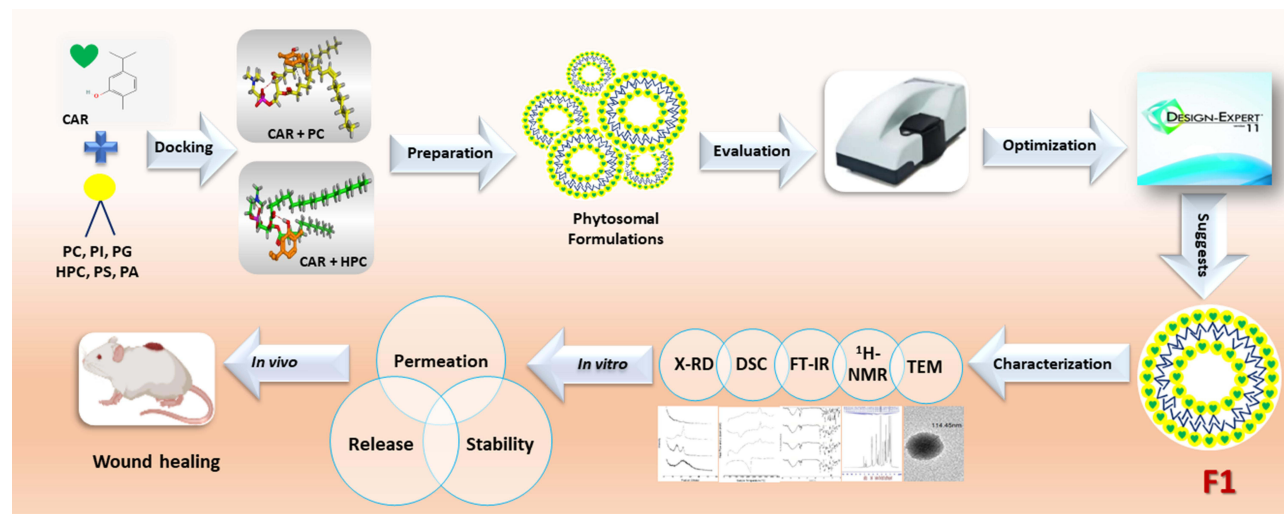 H
O
CAR
PC, PI, PG
HPC, PS, PA
Docking
CAR + PC
CAR + HPC
Preparation
Phytosomal
Formulations
Evaluation
Optimization
DESIGN-EXPERT
11
Suggests
F1
Characterization
X-RD
DSC
FT-IR
¹H-
NMR
TEM
114.45nm
In vitro
Permeation
Release
Stability
In vivo
Wound healing